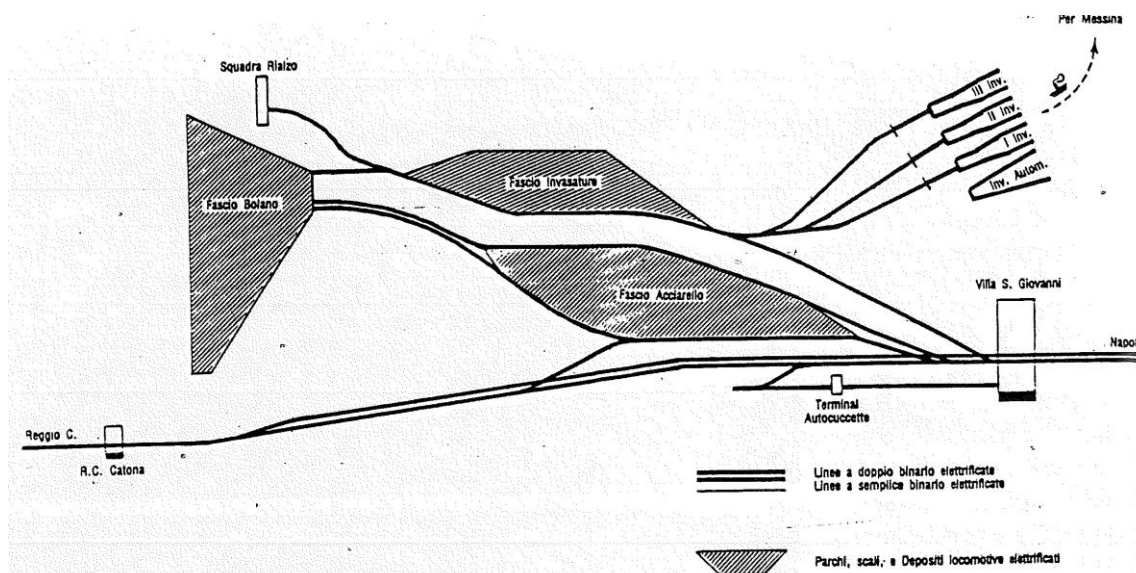 Per Messina
Squadra Rialzo
III Inv.
II Inv.
I Inv.
Inv. Autom.
Fascio Invasature
Fascio Bolano
Villa S. Giovanni
Fascio Acciarello
Napol
Terminal
Autocuccette
Reggio C.
R.C. Catona
Linee a doppio binario elettrificate
Linee a semplice binario elettrificate
Parchi, scali, e Depositi locomotive elettrificati